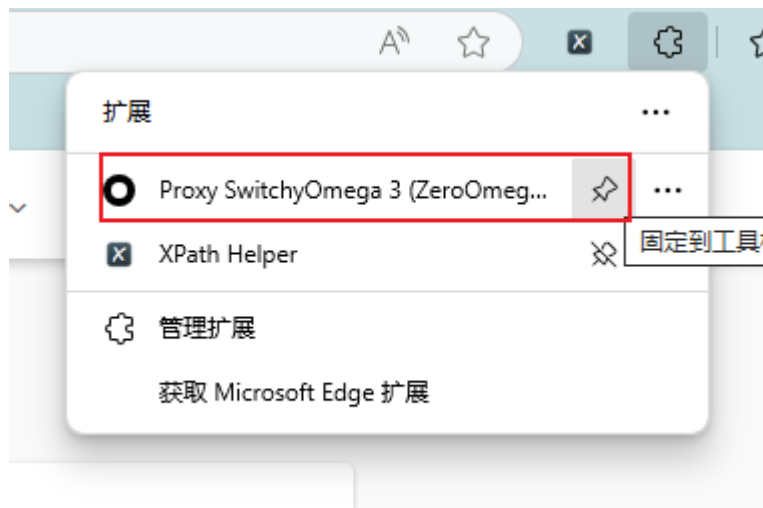 扩展
Proxy SwitchyOmega 3 (ZeroOmeg...
固定到工具
XPath Helper
管理扩展
获取 Microsoft Edge 扩展